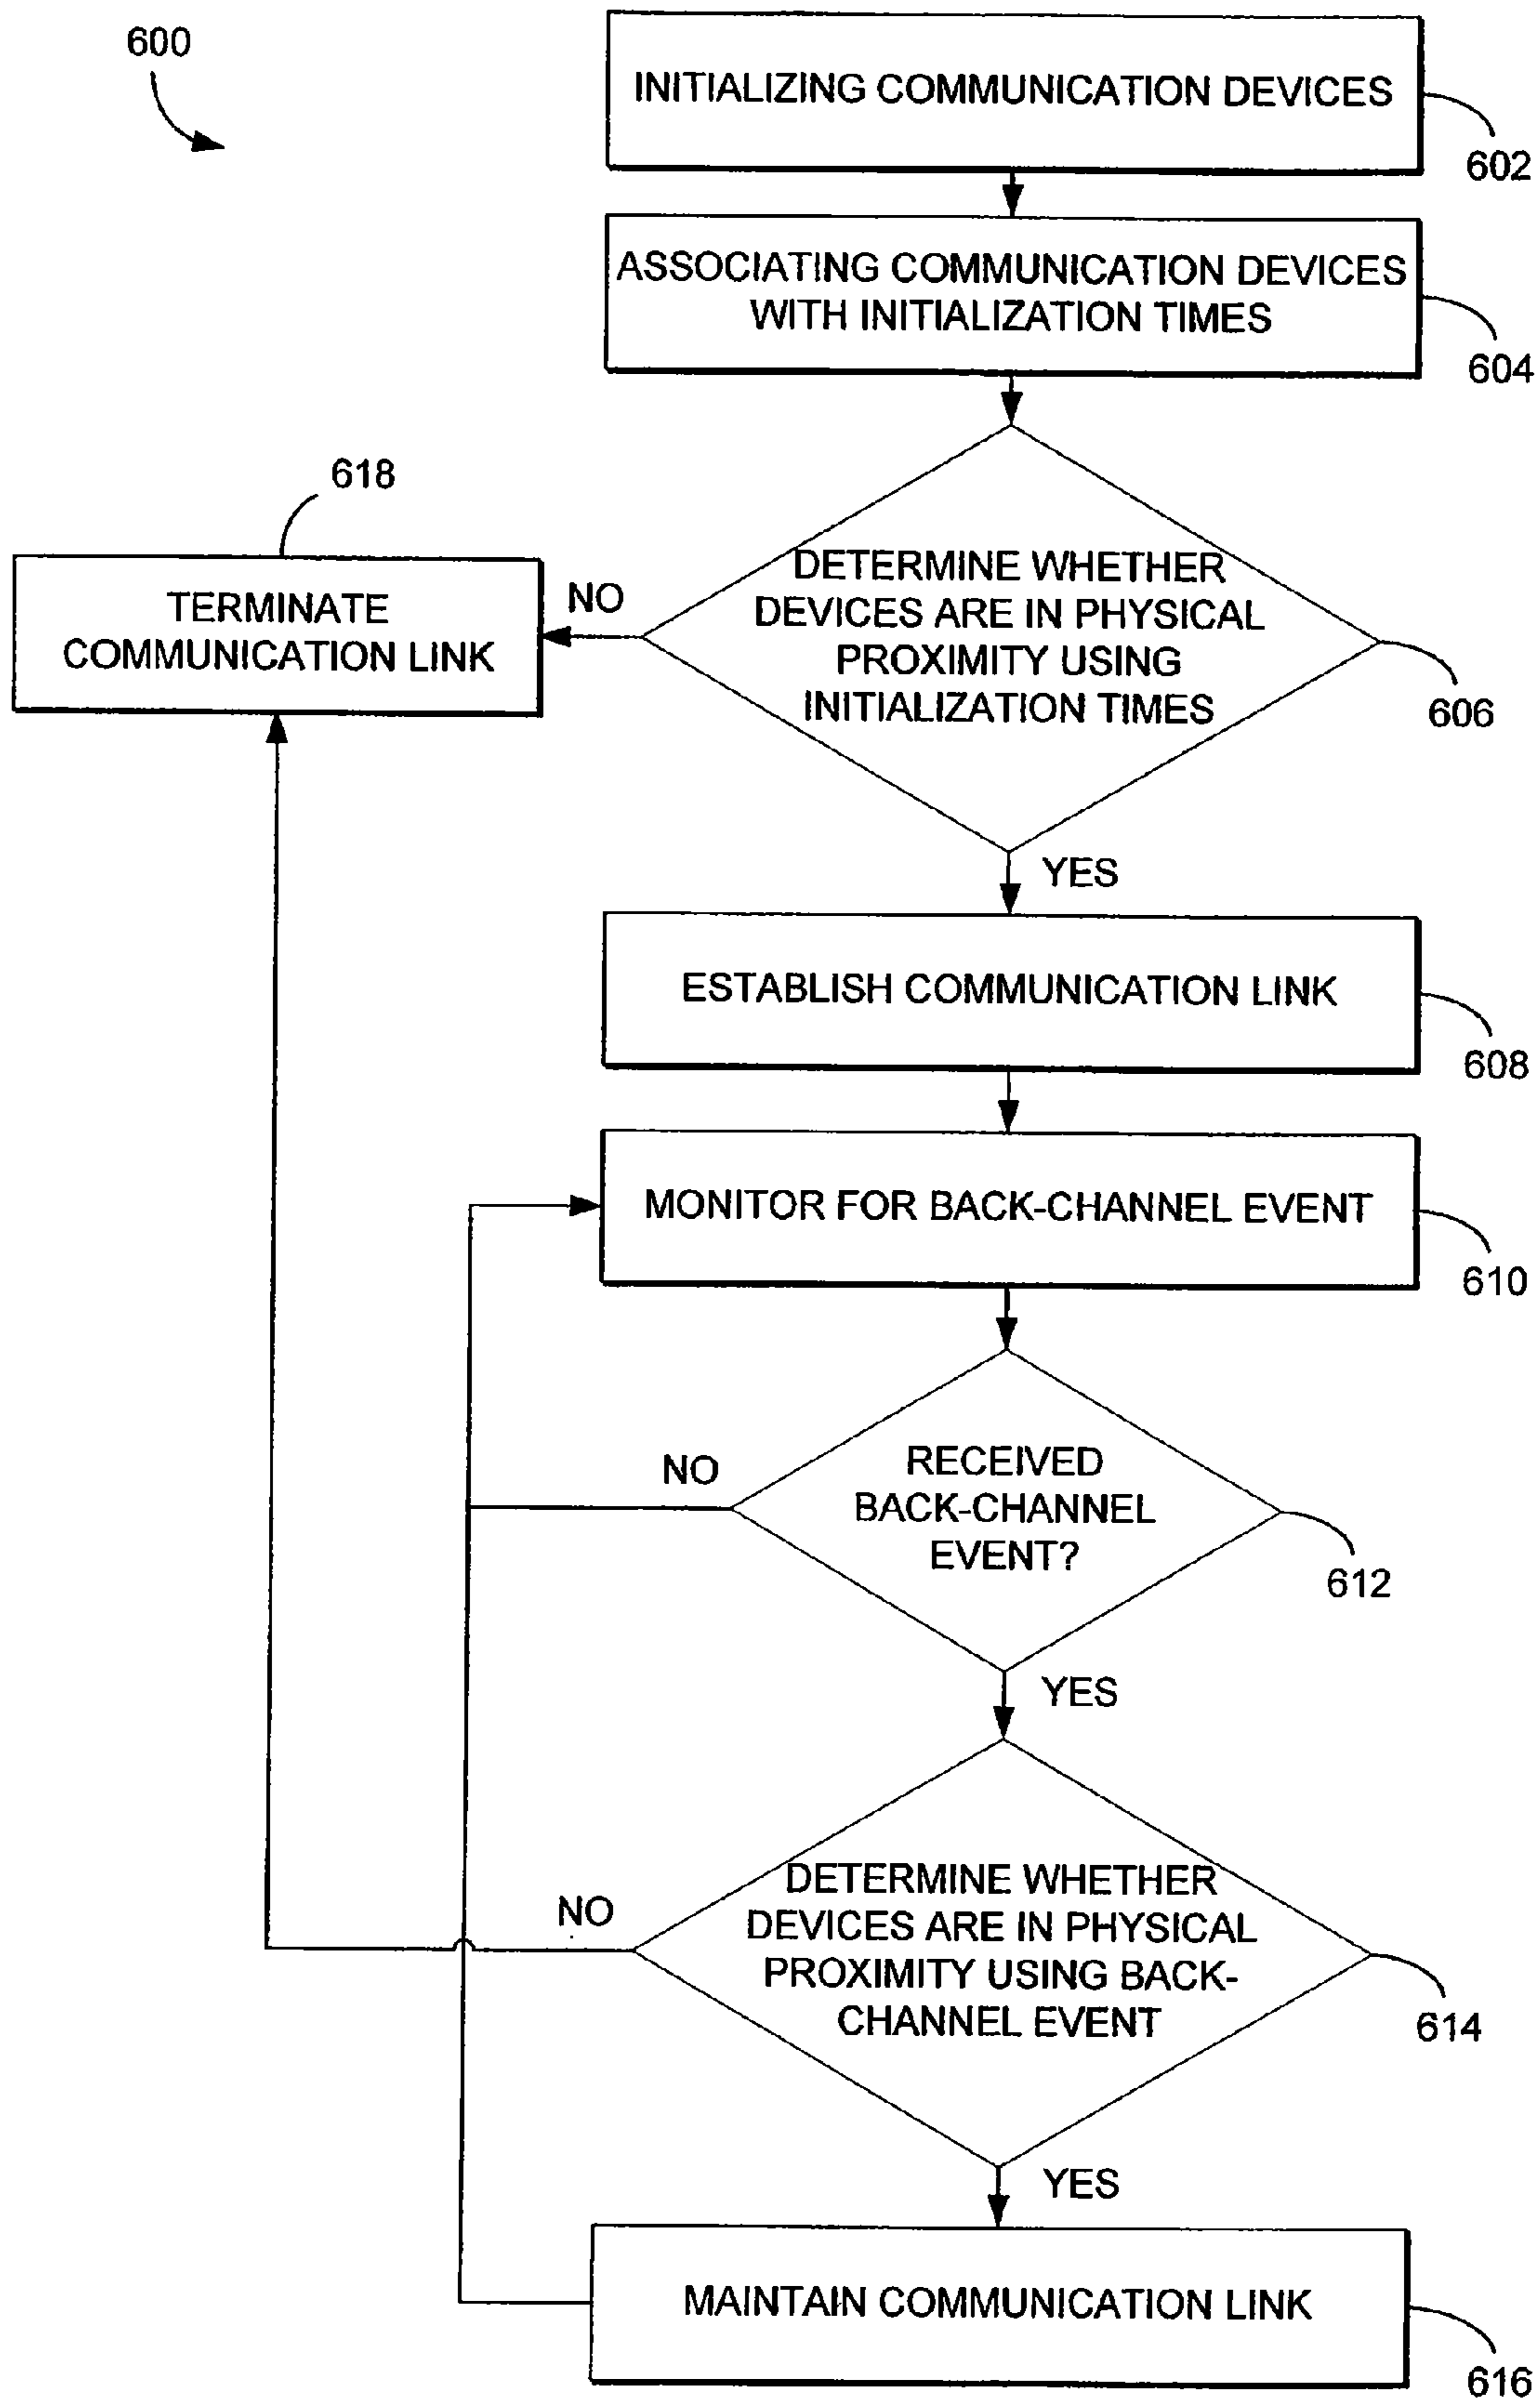 600
INITIALIZING COMMUNICATION DEVICES
602
ASSOCIATING COMMUNICATION DEVICES
WITH INITIALIZATION TIMES
604
618
TERMINATE
COMMUNICATION LINK
NO
DETERMINE WHETHER
DEVICES ARE IN PHYSICAL
PROXIMITY USING
INITIALIZATION TIMES
606
YES
ESTABLISH COMMUNICATION LINK
608
MONITOR FOR BACK-CHANNEL EVENT
610
NO
RECEIVED
BACK-CHANNEL
EVENT?
612
YES
NO
DETERMINE WHETHER
DEVICES ARE IN PHYSICAL
PROXIMITY USING BACK-
CHANNEL EVENT
614
YES
MAINTAIN COMMUNICATION LINK
616